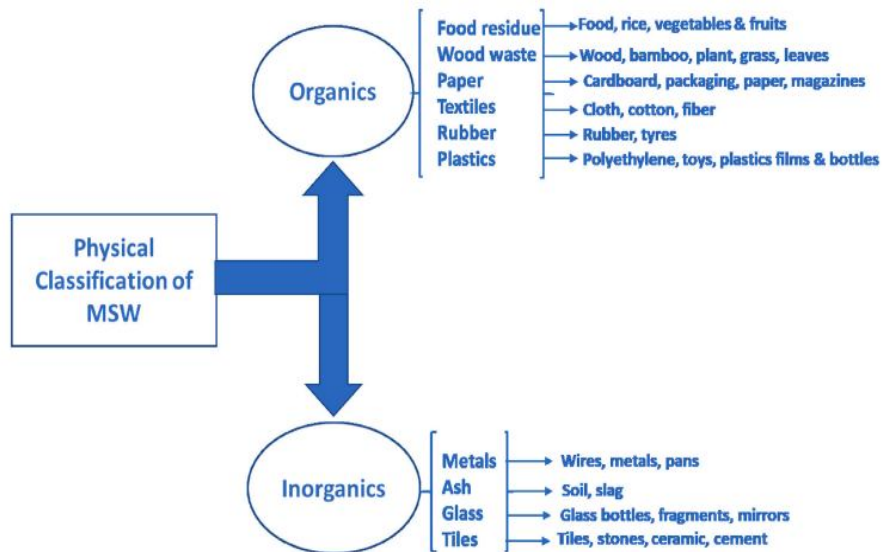 Physical
Classification of
MSW
Organics
Food residue
Food, rice, vegetables & fruits
Wood waste
Wood, bamboo, plant, grass, leaves
Paper
Cardboard, packaging, paper, magazines
Textiles
Cloth, cotton, fiber
Rubber
Rubber, tyres
Plastics
Polyethylene, toys, plastics films & bottles
Inorganics
Metals
Wires, metals, pans
Ash
Soil, slag
Glass
Glass bottles, fragments, mirrors
Tiles
Tiles, stones, ceramic, cement